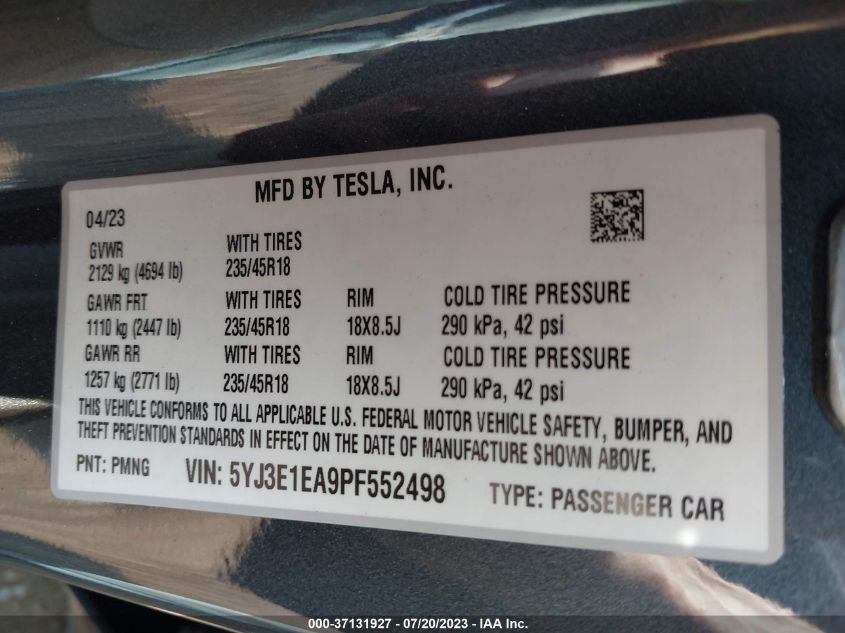 MFD BY TESLA, INC.
04/23
GVWR WITH TIRES
2129 kg (4694 lb) 235/45R18
GAWR FRT WITH TIRES RIM COLD TIRE PRESSURE
1110 kg (2447 lb) 235/45R18 18X8.5J 290 kPa, 42 psi
GAWR RR WITH TIRES RIM COLD TIRE PRESSURE
1257 kg (2771 lb) 235/45R18 18X8.5J 290 kPa, 42 psi
THIS VEHICLE CONFORMS TO ALL APPLICABLE U.S. FEDERAL MOTOR VEHICLE SAFETY, BUMPER, AND
THEFT PREVENTION STANDARDS IN EFFECT ON THE DATE OF MANUFACTURE SHOWN ABOVE.
PNT: PMNG VIN: 5YJ3E1EA9PF552498 TYPE: PASSENGER CAR
000-37131927 - 07/20/2023 - IAA Inc.